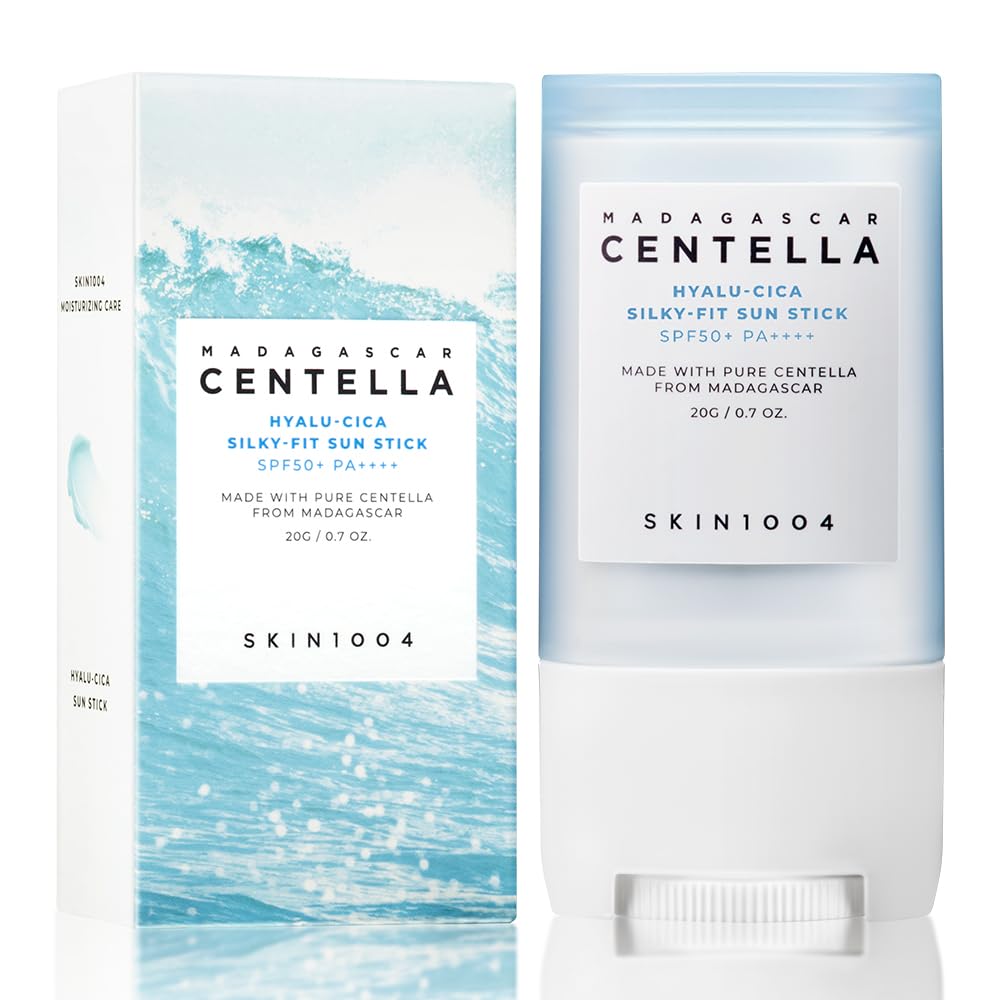 SKIN1004
MOISTURIZING CARE
HYALU-CICA
SUN STICK
MADAGASCAR
CENTELLA
HYALU-CICA
SILKY-FIT SUN STICK
SPF50+ PA++++
MADE WITH PURE CENTELLA
FROM MADAGASCAR
20G / 0.7 OZ.
SKIN1004
MADAGASCAR
CENTELLA
HYALU-CICA
SILKY-FIT SUN STICK
SPF50+ PA++++
MADE WITH PURE CENTELLA
FROM MADAGASCAR
20G / 0.7 OZ.
SKIN1004